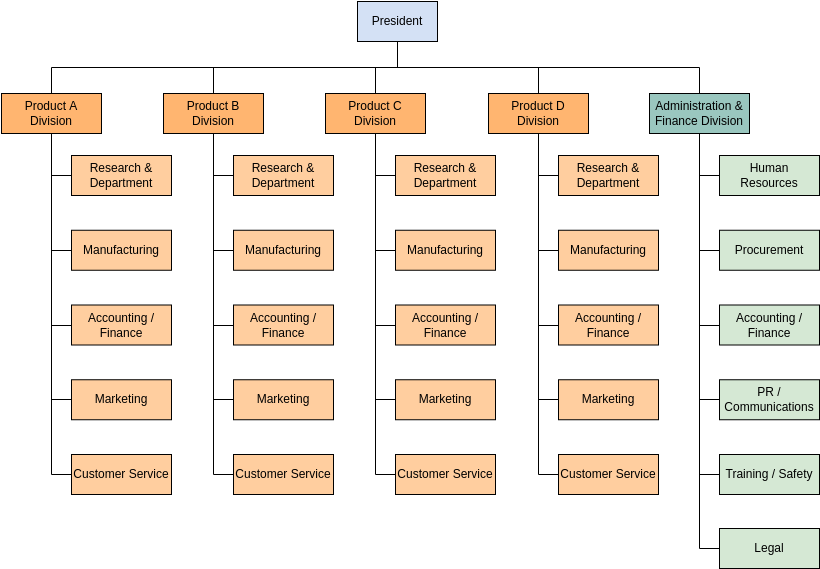 President
Product A
Division
Product B
Division
Product C
Division
Product D
Division
Administration &
Finance Division
Research &
Department
Research &
Department
Research &
Department
Research &
Department
Human
Resources
Manufacturing
Manufacturing
Manufacturing
Manufacturing
Procurement
Accounting /
Finance
Accounting /
Finance
Accounting /
Finance
Accounting /
Finance
Accounting /
Finance
Marketing
Marketing
Marketing
Marketing
PR /
Communications
Customer Service
Customer Service
Customer Service
Customer Service
Training / Safety
Legal